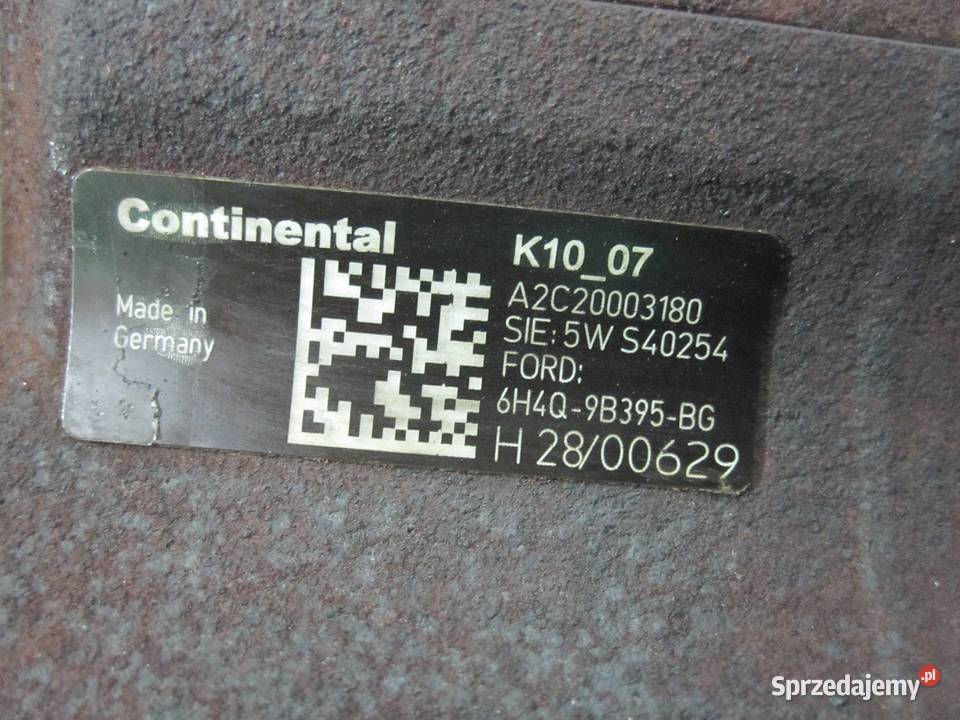 Continental
Made in
Germany
K10_07
A2C20003180
SIE: 5W S40254
FORD:
6H4Q-9B395-BG
H 28/00629
Sprzedajemy.pl